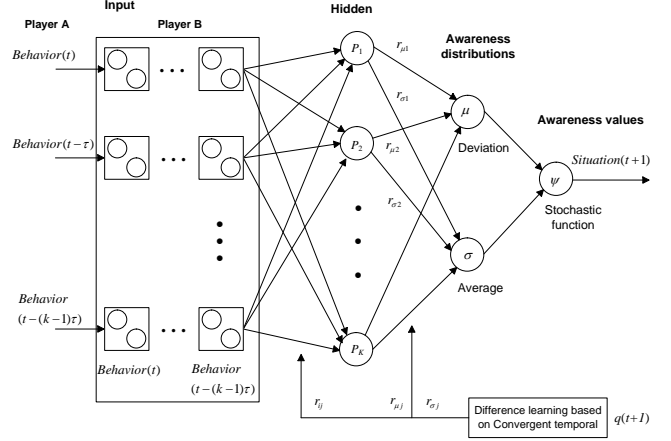 Input
Hidden
Player A
Player B
Awareness
distributions
Behavior(t)
Behavior(t−τ)
Behavior
(t−(k−1)τ)
Behavior(t)
Behavior
(t−(k−1)τ)
P1
P2
PK
rμ1
rσ1
rμ2
rσ2
μ
Deviation
σ
Average
Awareness values
Situation(t+1)
ψ
Stochastic
function
rij
rμj
rσj
Difference learning based
on Convergent temporal
q(t+1)